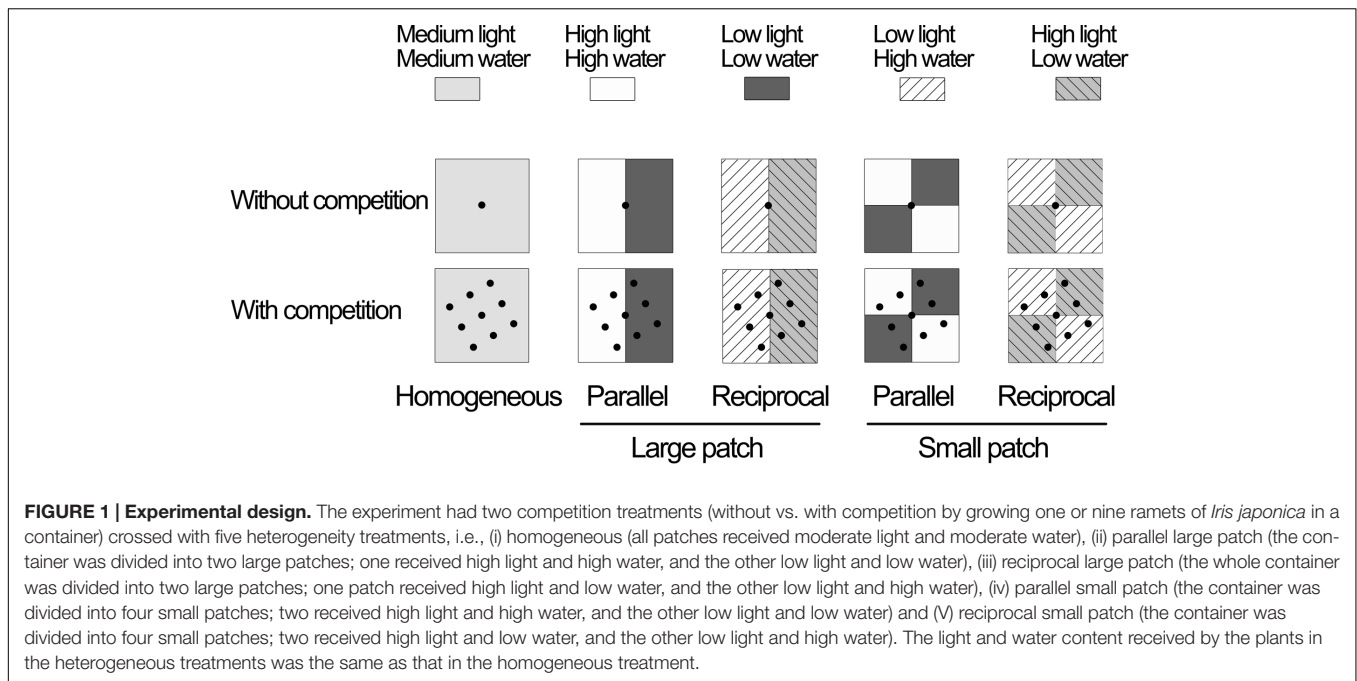 Medium light High light Low light Low light High light
Medium water High water Low water High water Low water
Without competition
With competition
Homogeneous Parallel Reciprocal Parallel Reciprocal
Large patch Small patch
FIGURE 1 | Experimental design. The experiment had two competition treatments (without vs. with competition by growing one or nine ramets of Iris japonica in a
container) crossed with five heterogeneity treatments, i.e., (i) homogeneous (all patches received moderate light and moderate water), (ii) parallel large patch (the con-
tainer was divided into two large patches; one received high light and high water, and the other low light and low water), (iii) reciprocal large patch (the whole container
was divided into two large patches; one patch received high light and low water, and the other low light and high water), (iv) parallel small patch (the container was
divided into four small patches; two received high light and high water, and the other low light and low water) and (V) reciprocal small patch (the container was
divided into four small patches; two received high light and low water, and the other low light and high water). The light and water content received by the plants in
the heterogeneous treatments was the same as that in the homogeneous treatment.